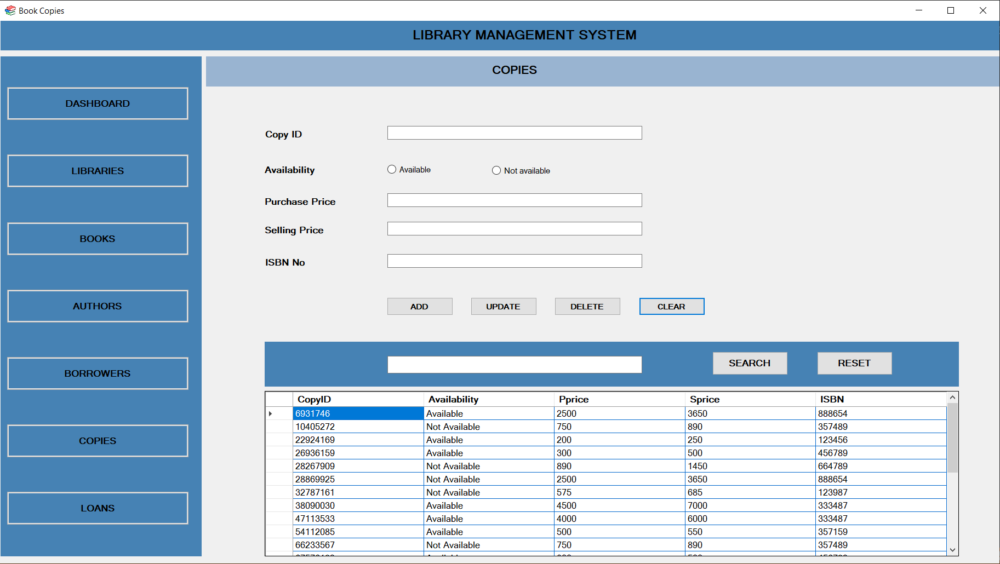 Book Copies
LIBRARY MANAGEMENT SYSTEM
COPIES
DASHBOARD
LIBRARIES
BOOKS
AUTHORS
BORROWERS
COPIES
LOANS
Copy ID
Availability Available Not available
Purchase Price
Selling Price
ISBN No
ADD UPDATE DELETE CLEAR
SEARCH RESET
CopyID Availability Pprice Sprice ISBN
6931746 Available 2500 3650 888654
10405272 Not Available 750 890 357489
22924169 Available 200 250 123456
26936159 Available 300 500 456789
28267909 Not Available 890 1450 664789
28869925 Not Available 2500 3650 888654
32787161 Not Available 575 685 123987
38090030 Available 4500 7000 333487
47113533 Available 4000 6000 333487
54112085 Available 500 550 357159
66233567 Not Available 750 890 357489